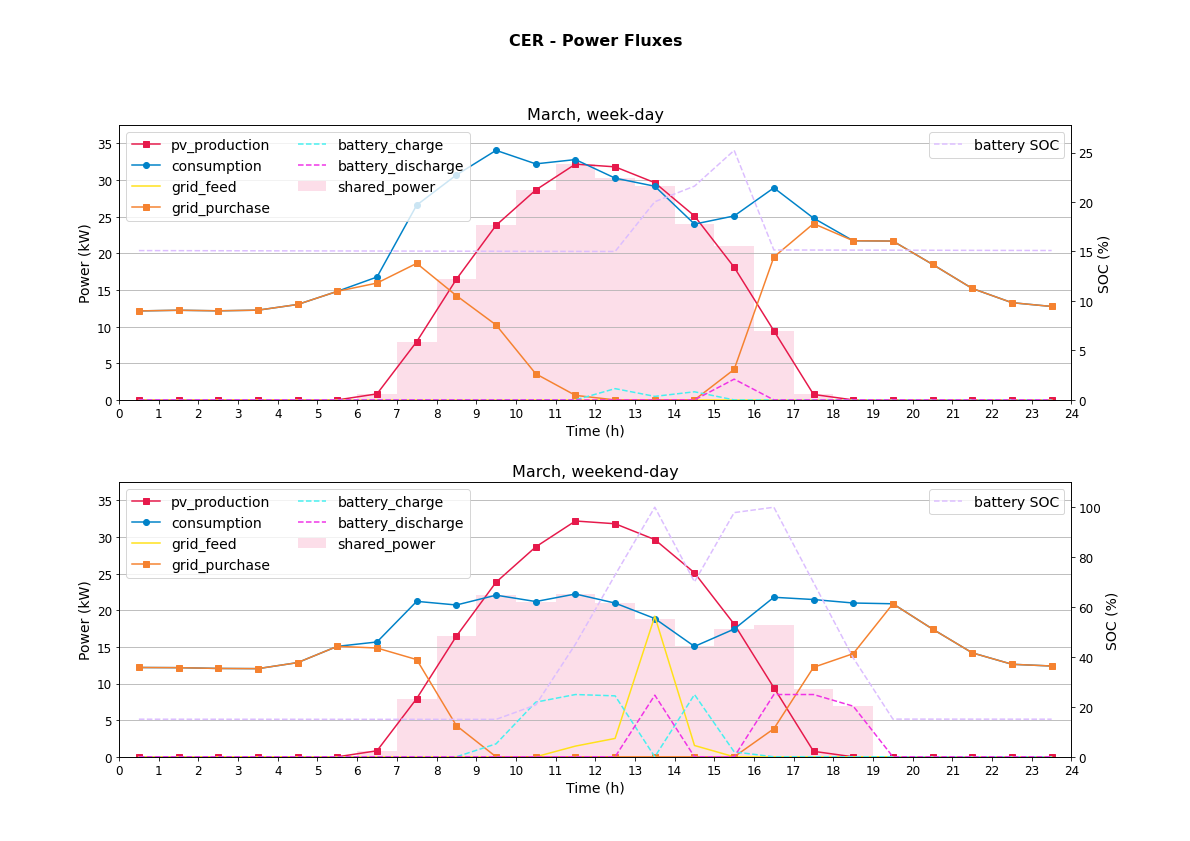 CER - Power Fluxes
March, week-day
pv_production
consumption
grid_feed
grid_purchase
battery_charge
battery_discharge
shared_power
battery SOC
Power (kW)
35
30
25
20
15
10
5
0
25
20
15
10
5
0
SOC (%)
0 1 2 3 4 5 6 7 8 9 10 11 12 13 14 15 16 17 18 19 20 21 22 23 24
Time (h)
March, weekend-day
pv_production
consumption
grid_feed
grid_purchase
battery_charge
battery_discharge
shared_power
battery SOC
Power (kW)
35
30
25
20
15
10
5
0
100
80
60
40
20
0
SOC (%)
0 1 2 3 4 5 6 7 8 9 10 11 12 13 14 15 16 17 18 19 20 21 22 23 24
Time (h)